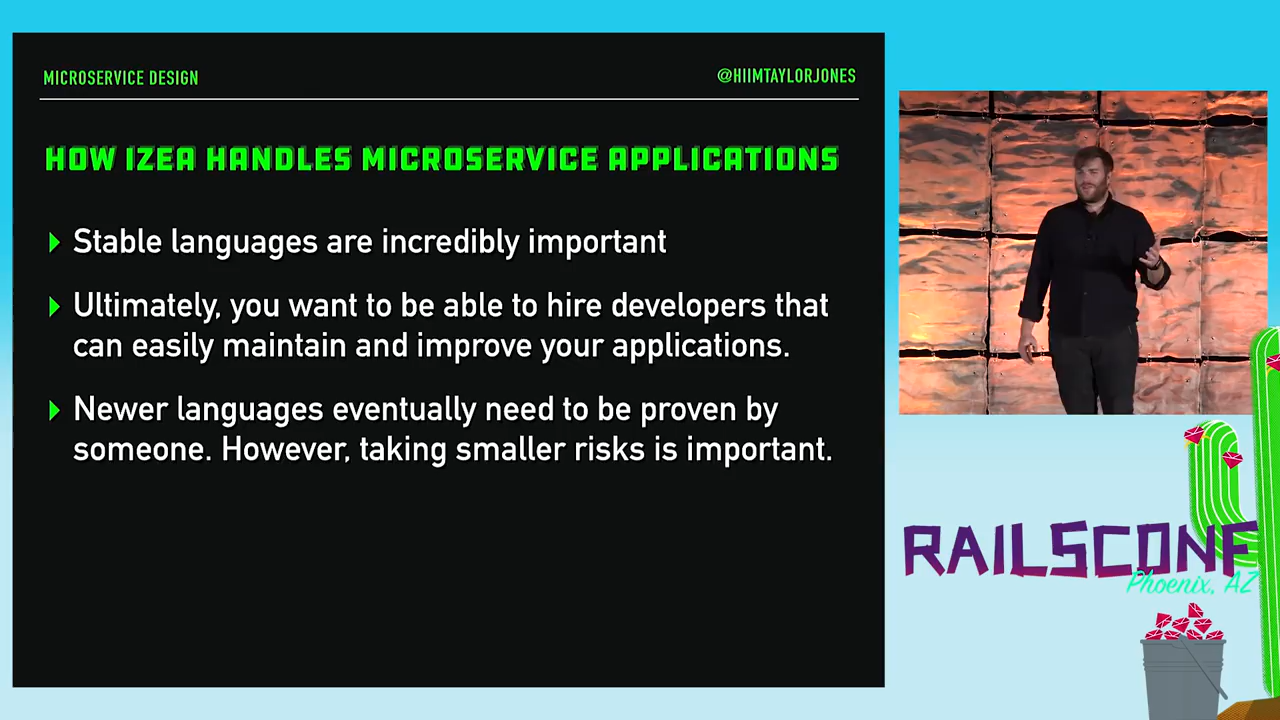 MICROSERVICE DESIGN
@HIIMTAYLORJONES
HOW IZEA HANDLES MICROSERVICE APPLICATIONS
Stable languages are incredibly important
Ultimately, you want to be able to hire developers that
can easily maintain and improve your applications.
Newer languages eventually need to be proven by
someone. However, taking smaller risks is important.
RAILSCONF
Phoenix, AZ